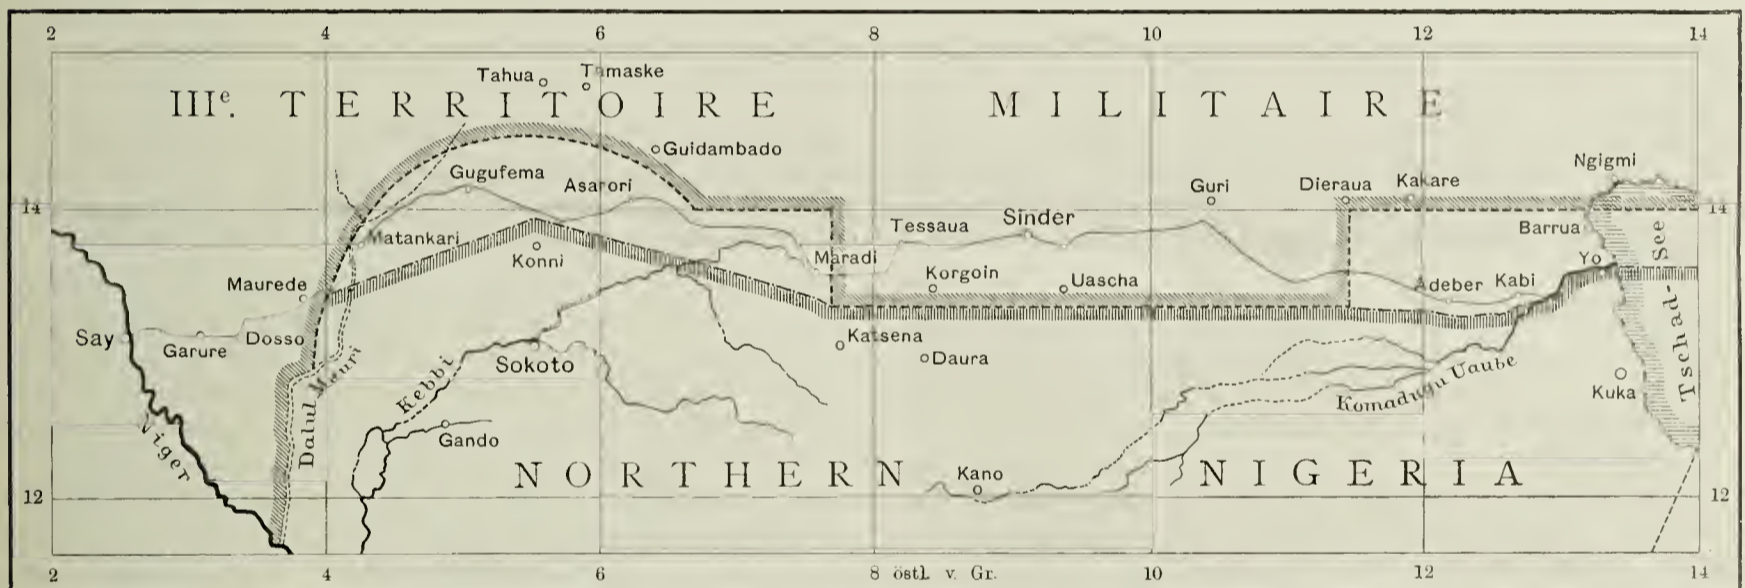 2 4 6 8 10 12 14
Tahua Tamaske
IIIᵉ. TERRITOIRE MILITAIRE
Guidambado
Ngigmi
Gugufema
Asarori
Guri
Dieraua
Kakare
14 14
Tessaua
Sinder
Barrua
Matankari
Konni
Maradi
Yo
Maurede
Korgoin
Uascha
Adeber
Kabi
Tschad-See
Say
Garure
Dosso
Katsena
Daura
Sokoto
Dalul Mauri
Kebbi
Komadugu Uaube
Kuka
Niger
Gando
NORTHERN NIGERIA
Kano
12 12
2 4 6 8 östl. v. Gr. 10 12 14